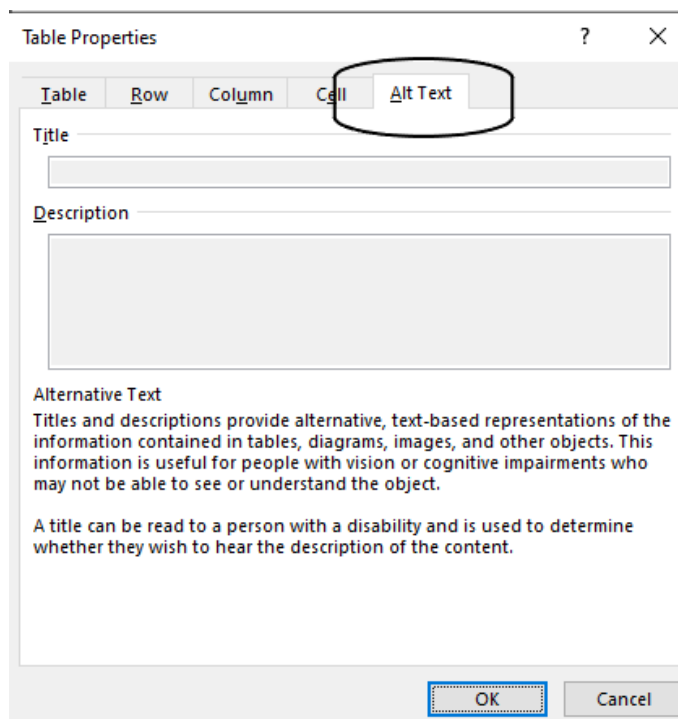 Table Properties ? ×
Table Row Column Cell Alt Text
Title
Description
Alternative Text
Titles and descriptions provide alternative, text-based representations of the
information contained in tables, diagrams, images, and other objects. This
information is useful for people with vision or cognitive impairments who
may not be able to see or understand the object.
A title can be read to a person with a disability and is used to determine
whether they wish to hear the description of the content.
OK Cancel